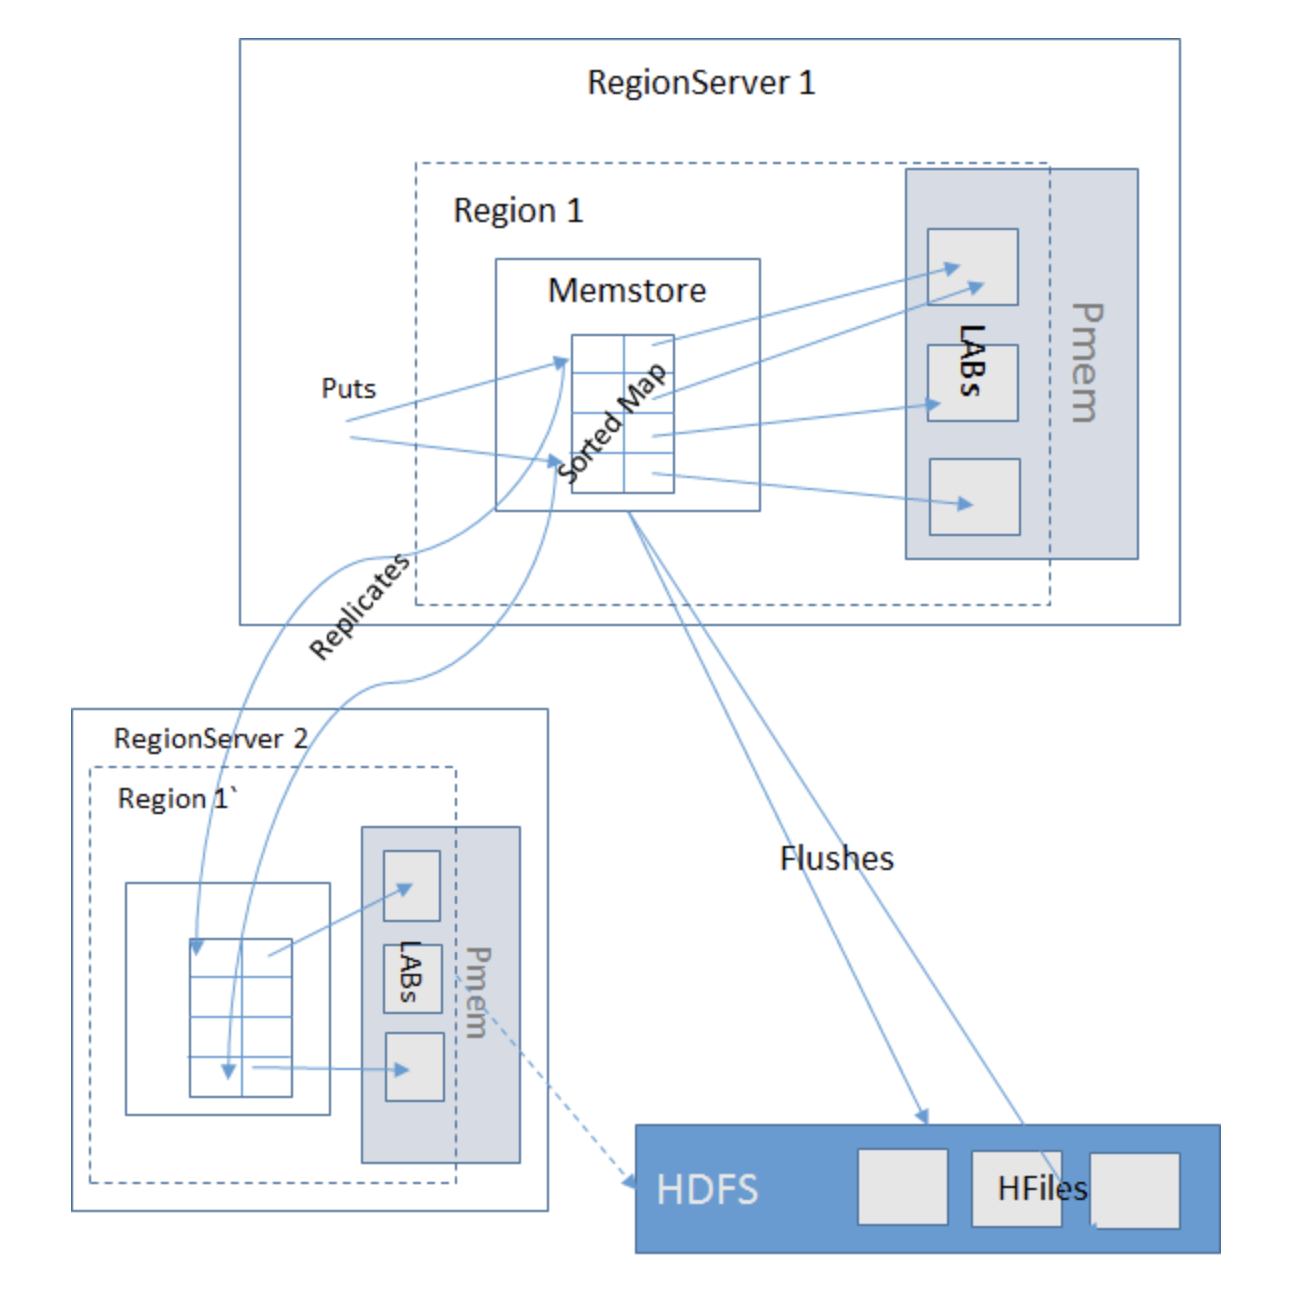 RegionServer 1
Region 1
Memstore
Puts
Sorted Map
LABs
Pmem
Replicates
RegionServer 2
Region 1`
LABs
Pmem
Flushes
HDFS
HFiles